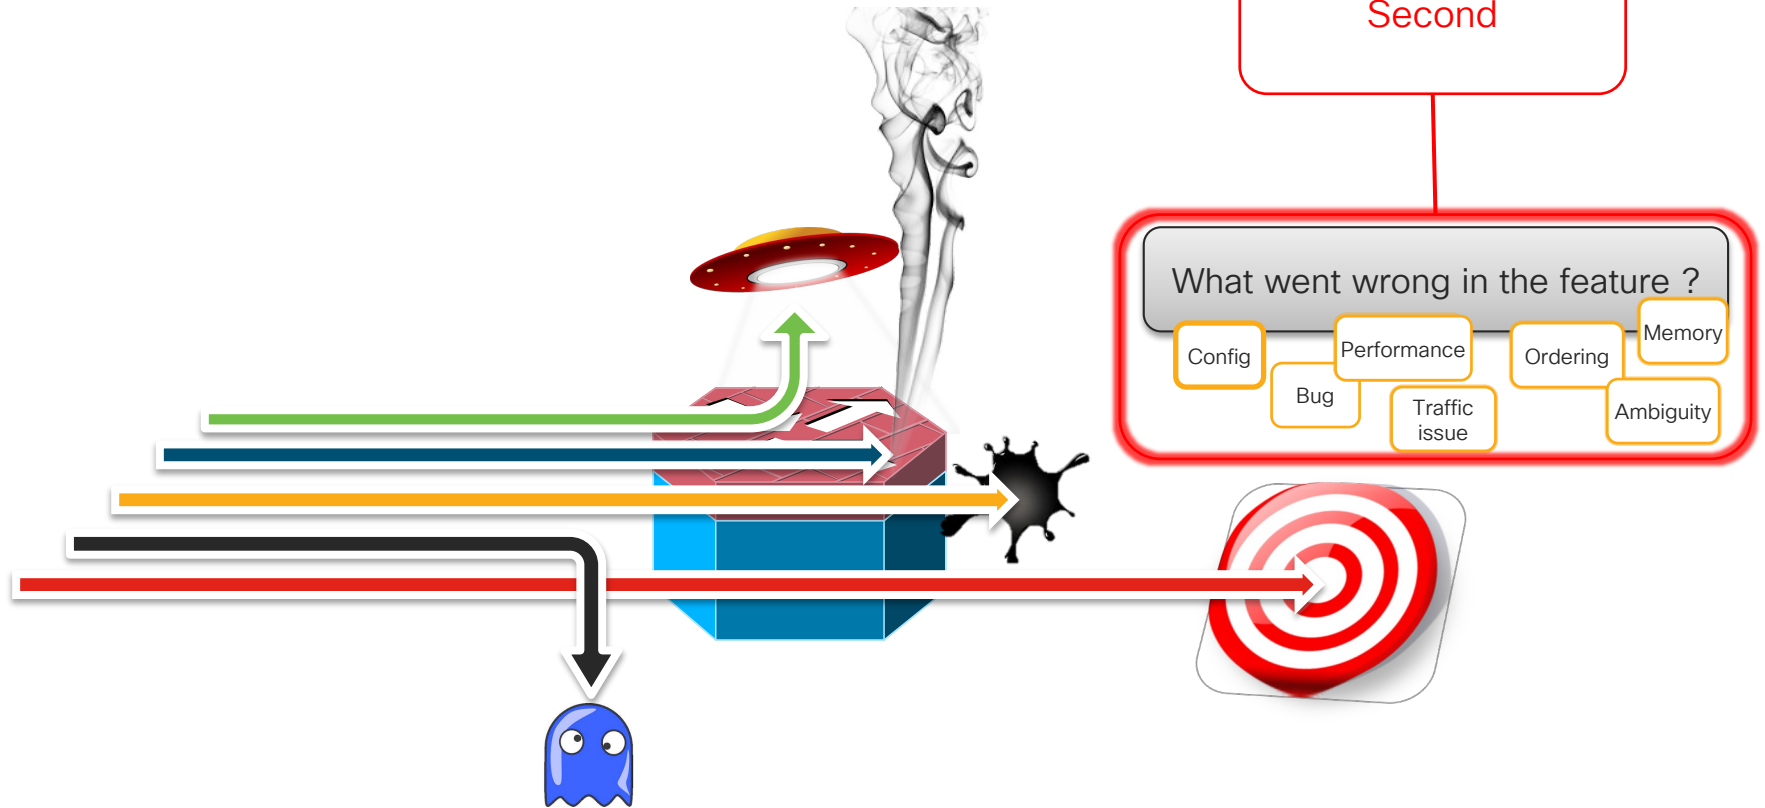 Second
What went wrong in the feature ?
Memory
Config
Performance
Ordering
Bug
Traffic
issue
Ambiguity